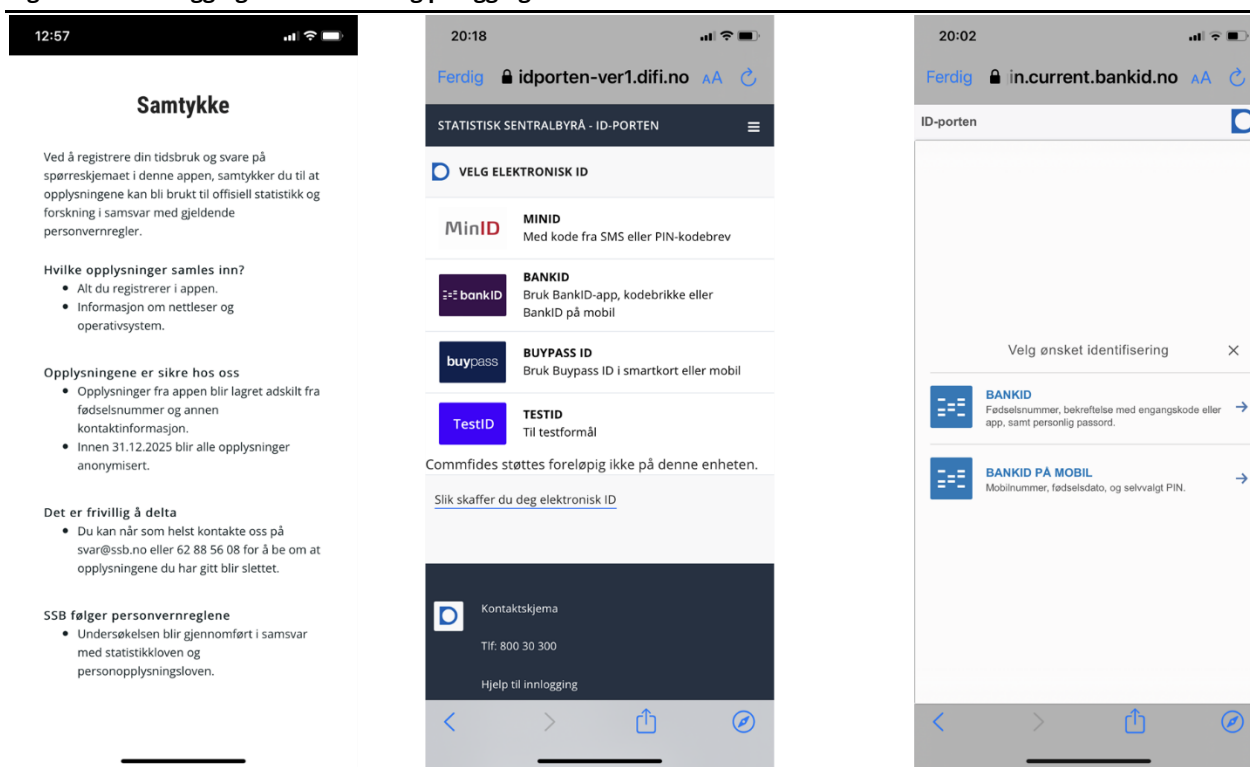 12:57
Samtykke
Ved å registrere din tidsbruk og svare på
spørreskjemaet i denne appen, samtykker du til at
opplysningene kan bli brukt til offisiell statistikk og
forskning i samsvar med gjeldende
personvernregler.
Hvilke opplysninger samles inn?
• Alt du registrerer i appen.
• Informasjon om nettleser og
operativsystem.
Opplysningene er sikre hos oss
• Opplysninger fra appen blir lagret adskilt fra
fødselsnummer og annen
kontaktinformasjon.
• Innen 31.12.2025 blir alle opplysninger
anonymisert.
Det er frivillig å delta
• Du kan når som helst kontakte oss på
svar@ssb.no eller 62 88 56 08 for å be om at
opplysningene du har gitt blir slettet.
SSB følger personvernreglene
• Undersøkelsen blir gjennomført i samsvar
med statistikkloven og
personopplysningsloven.
20:18
Ferdig idporten-ver1.difi.no AA
STATISTISK SENTRALBYRÅ - ID-PORTEN
VELG ELEKTRONISK ID
MinID
MINID
Med kode fra SMS eller PIN-kodebrev
bankID
BANKID
Bruk BankID-app, kodebrikke eller
BankID på mobil
buypass
BUYPASS ID
Bruk Buypass ID i smartkort eller mobil
TestID
TESTID
Til testformål
Commfides støttes foreløpig ikke på denne enheten.
Slik skaffer du deg elektronisk ID
Kontaktskjema
Tlf: 800 30 300
Hjelp til innlogging
20:02
Ferdig in.current.bankid.no AA
ID-porten
Velg ønsket identifisering
BANKID
Fødselsnummer, bekreftelse med engangskode eller
app, samt personlig passord.
BANKID PÅ MOBIL
Mobilnummer, fødselsdato, og selvvalgt PIN.